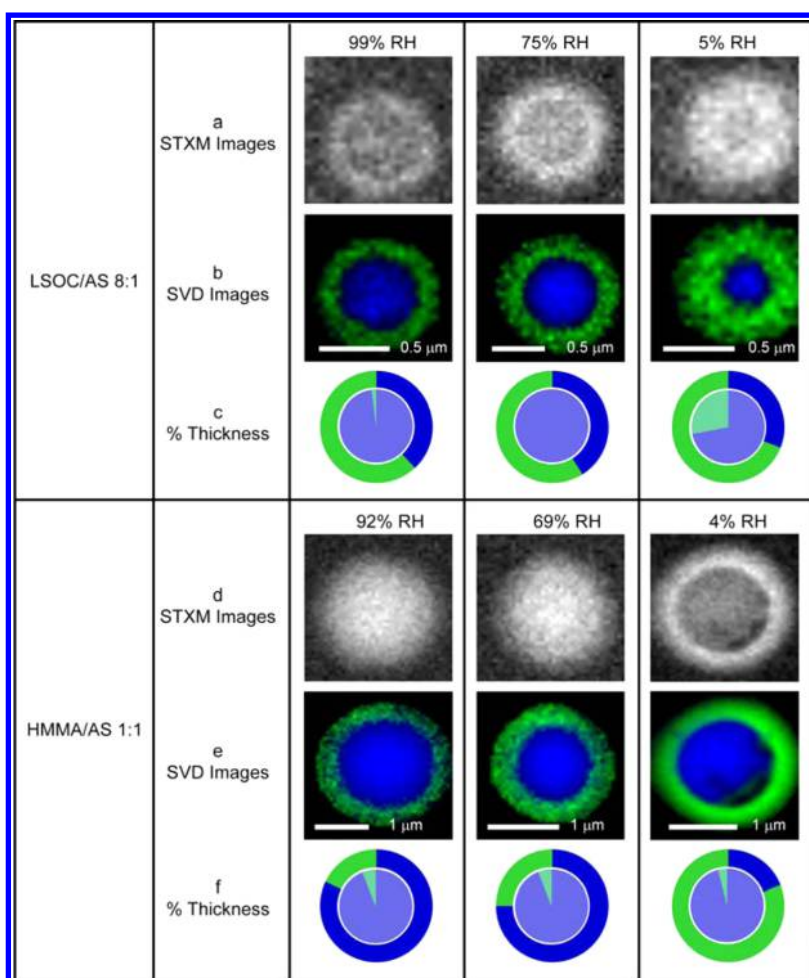 99% RH
75% RH
5% RH
a
STXM Images
LSOC/AS 8:1
b
SVD Images
0.5 μm
0.5 μm
0.5 μm
c
% Thickness
92% RH
69% RH
4% RH
d
STXM Images
HMMA/AS 1:1
e
SVD Images
1 μm
1 μm
1 μm
f
% Thickness